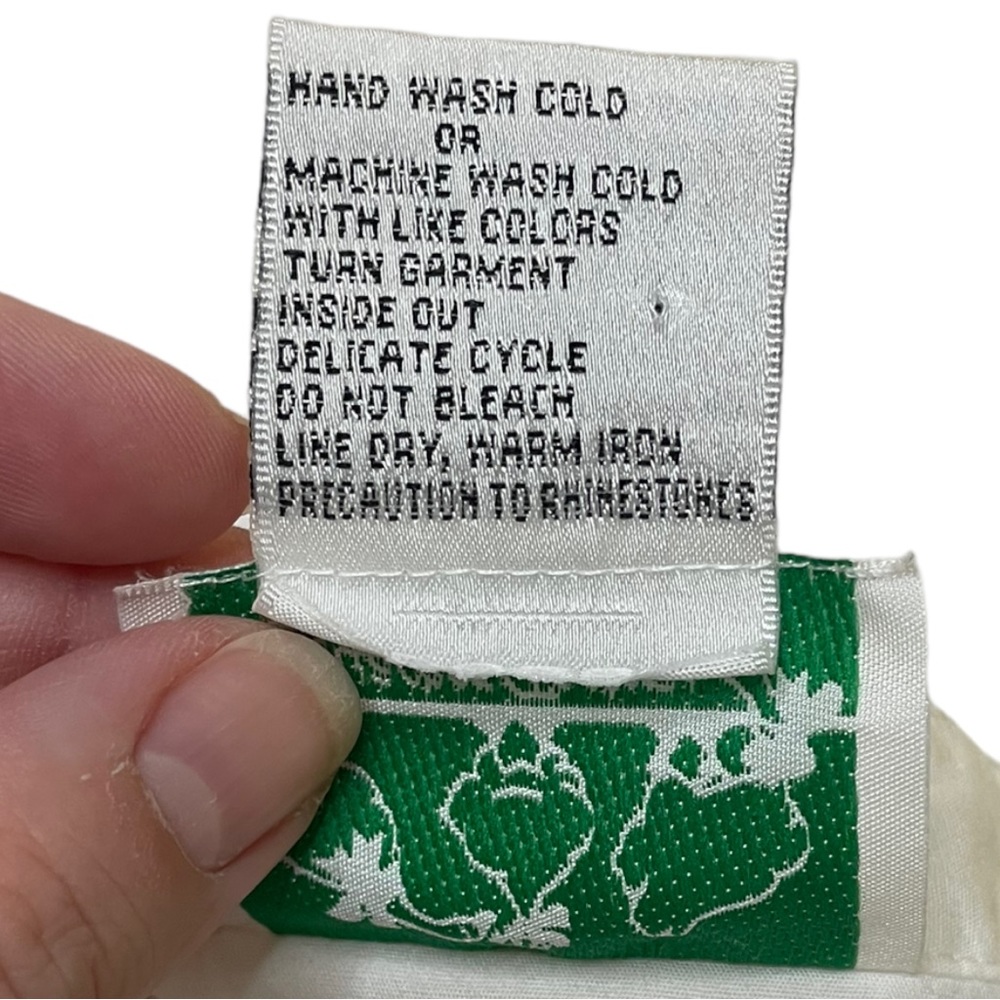 HAND WASH COLD
OR
MACHINE WASH COLD
WITH LIKE COLORS
TURN GARMENT
INSIDE OUT
DELICATE CYCLE
DO NOT BLEACH
LINE DRY, WARM IRON
PRECAUTION TO RHINESTONES